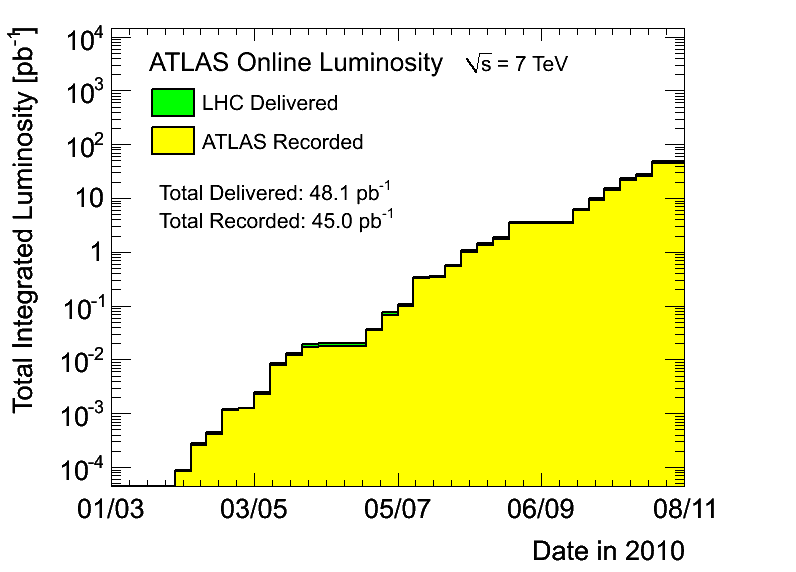 Total Integrated Luminosity [pb⁻¹]
10⁴
10³
10²
10
1
10⁻¹
10⁻²
10⁻³
10⁻⁴
ATLAS Online Luminosity √s = 7 TeV
LHC Delivered
ATLAS Recorded
Total Delivered: 48.1 pb⁻¹
Total Recorded: 45.0 pb⁻¹
01/03 03/05 05/07 06/09 08/11
Date in 2010